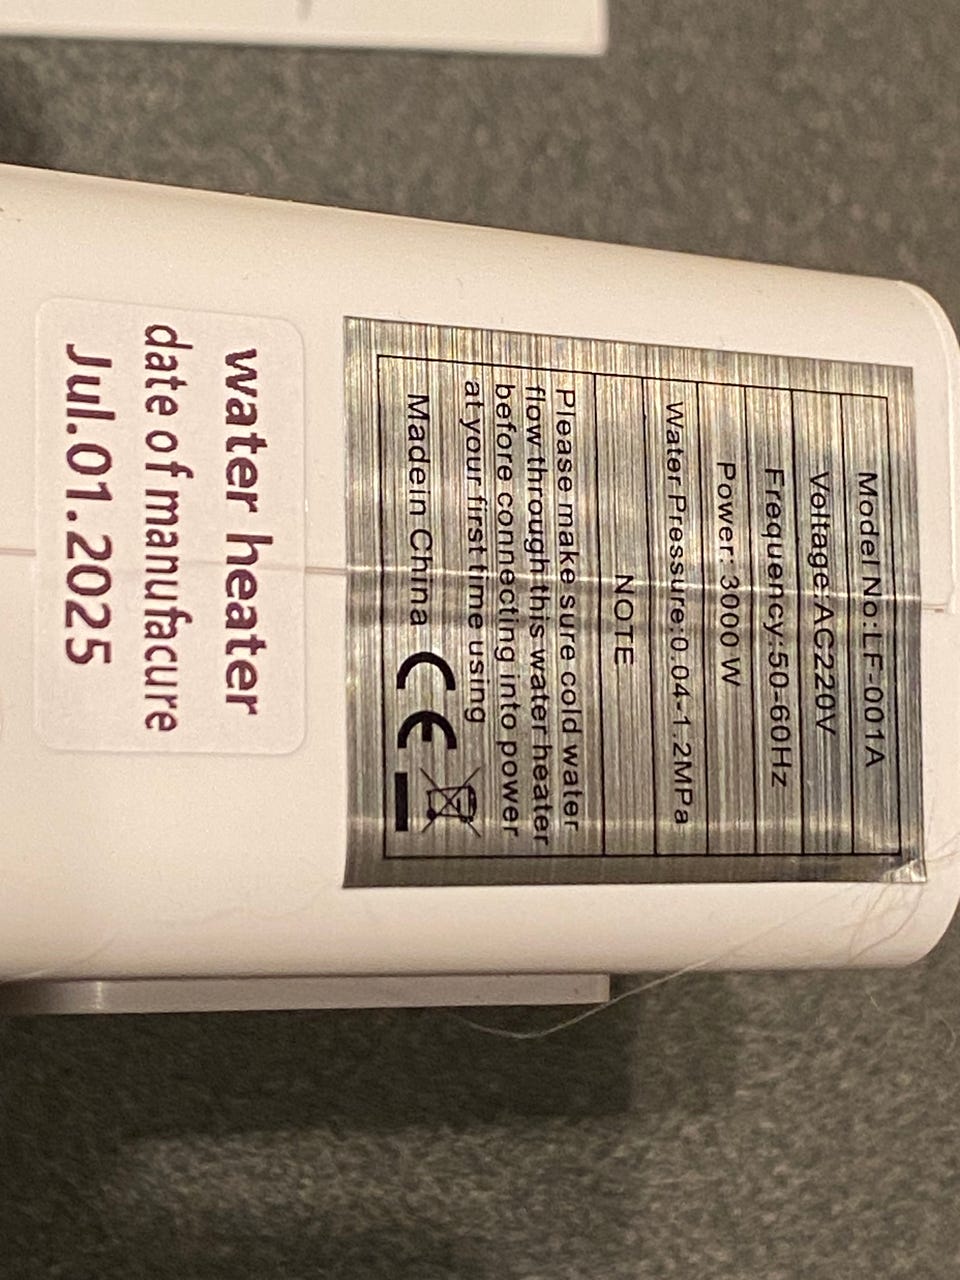 Model No:LF-001A
Voltage:AC220V
Frequency:50-60Hz
Power: 3000 W
Water Pressure:0.04-1.2MPa
NOTE
Please make sure cold water
flow through this water heater
before connecting into power
at your first time using
Made in China CE
water heater
date of manufacure
Jul.01.2025